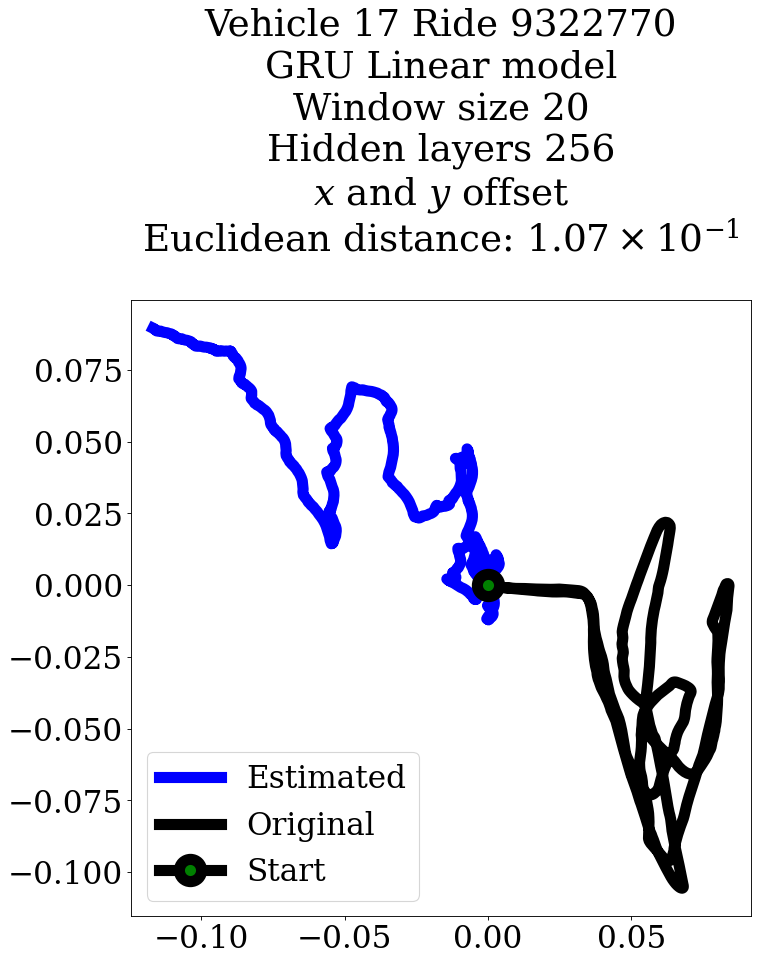 Vehicle 17 Ride 9322770
GRU Linear model
Window size 20
Hidden layers 256
x and y offset
Euclidean distance: 1.07 × 10⁻¹
0.075
0.050
0.025
0.000
−0.025
−0.050
−0.075
−0.100
Estimated
Original
Start
−0.10 −0.05 0.00 0.05